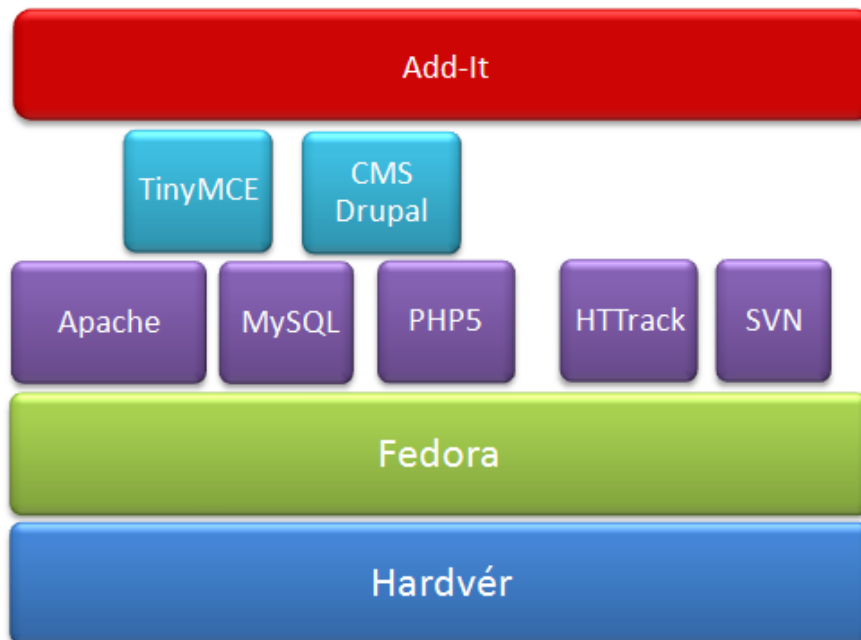 Add-It
TinyMCE
CMS
Drupal
Apache
MySQL
PHP5
HTTrack
SVN
Fedora
Hardvér